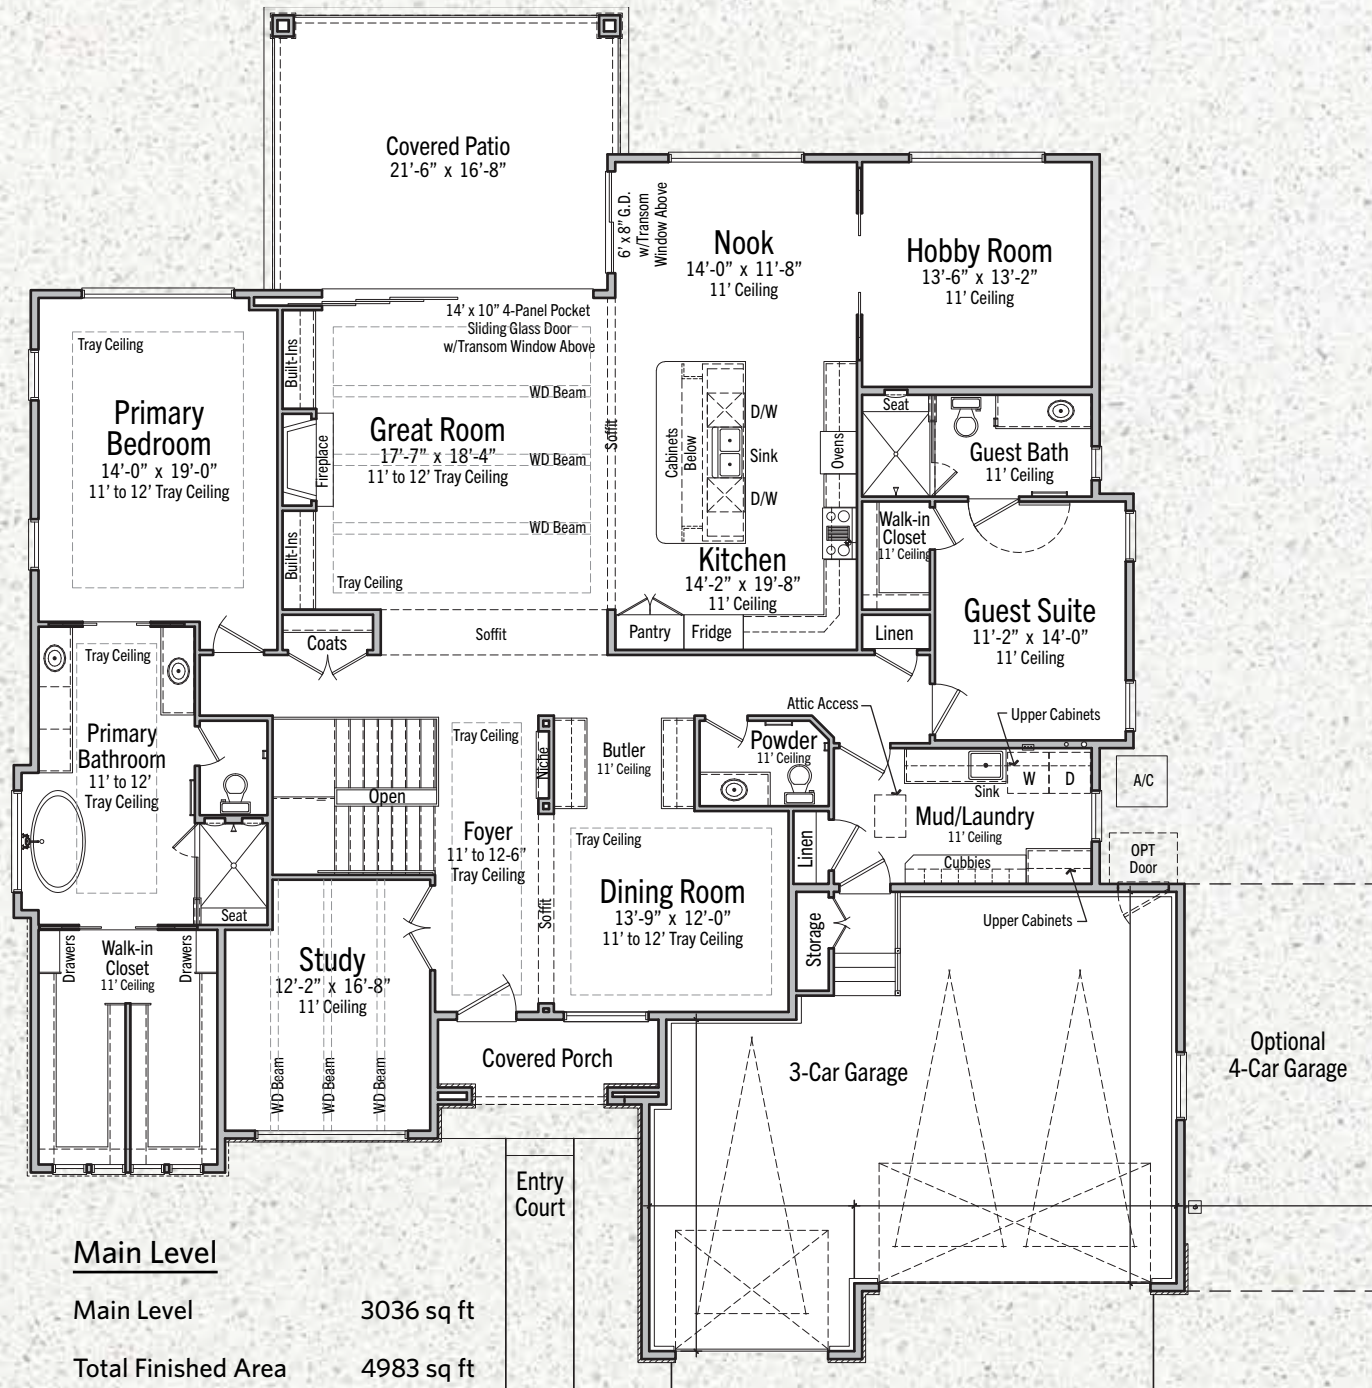 Covered Patio
21'-6" x 16'-8"
6' x 8" G.D.
w/Transom
Window Above
Nook
14'-0" x 11'-8"
11' Ceiling
Hobby Room
13'-6" x 13'-2"
11' Ceiling
14' x 10" 4-Panel Pocket
Sliding Glass Door
w/Transom Window Above
Tray Ceiling
Primary
Bedroom
14'-0" x 19'-0"
11' to 12' Tray Ceiling
Built-Ins
Fireplace
Built-Ins
WD Beam
Great Room
17'-7" x 18'-4"
11' to 12' Tray Ceiling
WD Beam
WD Beam
Tray Ceiling
Soffit
Cabinets
Below
D/W
Sink
D/W
Ovens
Kitchen
14'-2" x 19'-8"
11' Ceiling
Pantry
Fridge
Seat
Guest Bath
11' Ceiling
Walk-in
Closet
11' Ceiling
Guest Suite
11'-2" x 14'-0"
11' Ceiling
Linen
Coats
Soffit
Tray Ceiling
Primary
Bathroom
11' to 12'
Tray Ceiling
Seat
Open
Tray Ceiling
Foyer
11' to 12-6"
Tray Ceiling
Niche
Butler
11' Ceiling
Powder
11' Ceiling
Attic Access
Upper Cabinets
Sink
W
D
A/C
Mud/Laundry
11' Ceiling
Linen
Cubbies
OPT
Door
Upper Cabinets
Tray Ceiling
Dining Room
13'-9" x 12'-0"
11' to 12' Tray Ceiling
Soffit
Storage
Drawers
Walk-in
Closet
11' Ceiling
Drawers
Study
12'-2" x 16'-8"
11' Ceiling
WD Beam
WD Beam
WD Beam
Covered Porch
3-Car Garage
Optional
4-Car Garage
Entry
Court
Main Level
Main Level 3036 sq ft
Total Finished Area 4983 sq ft